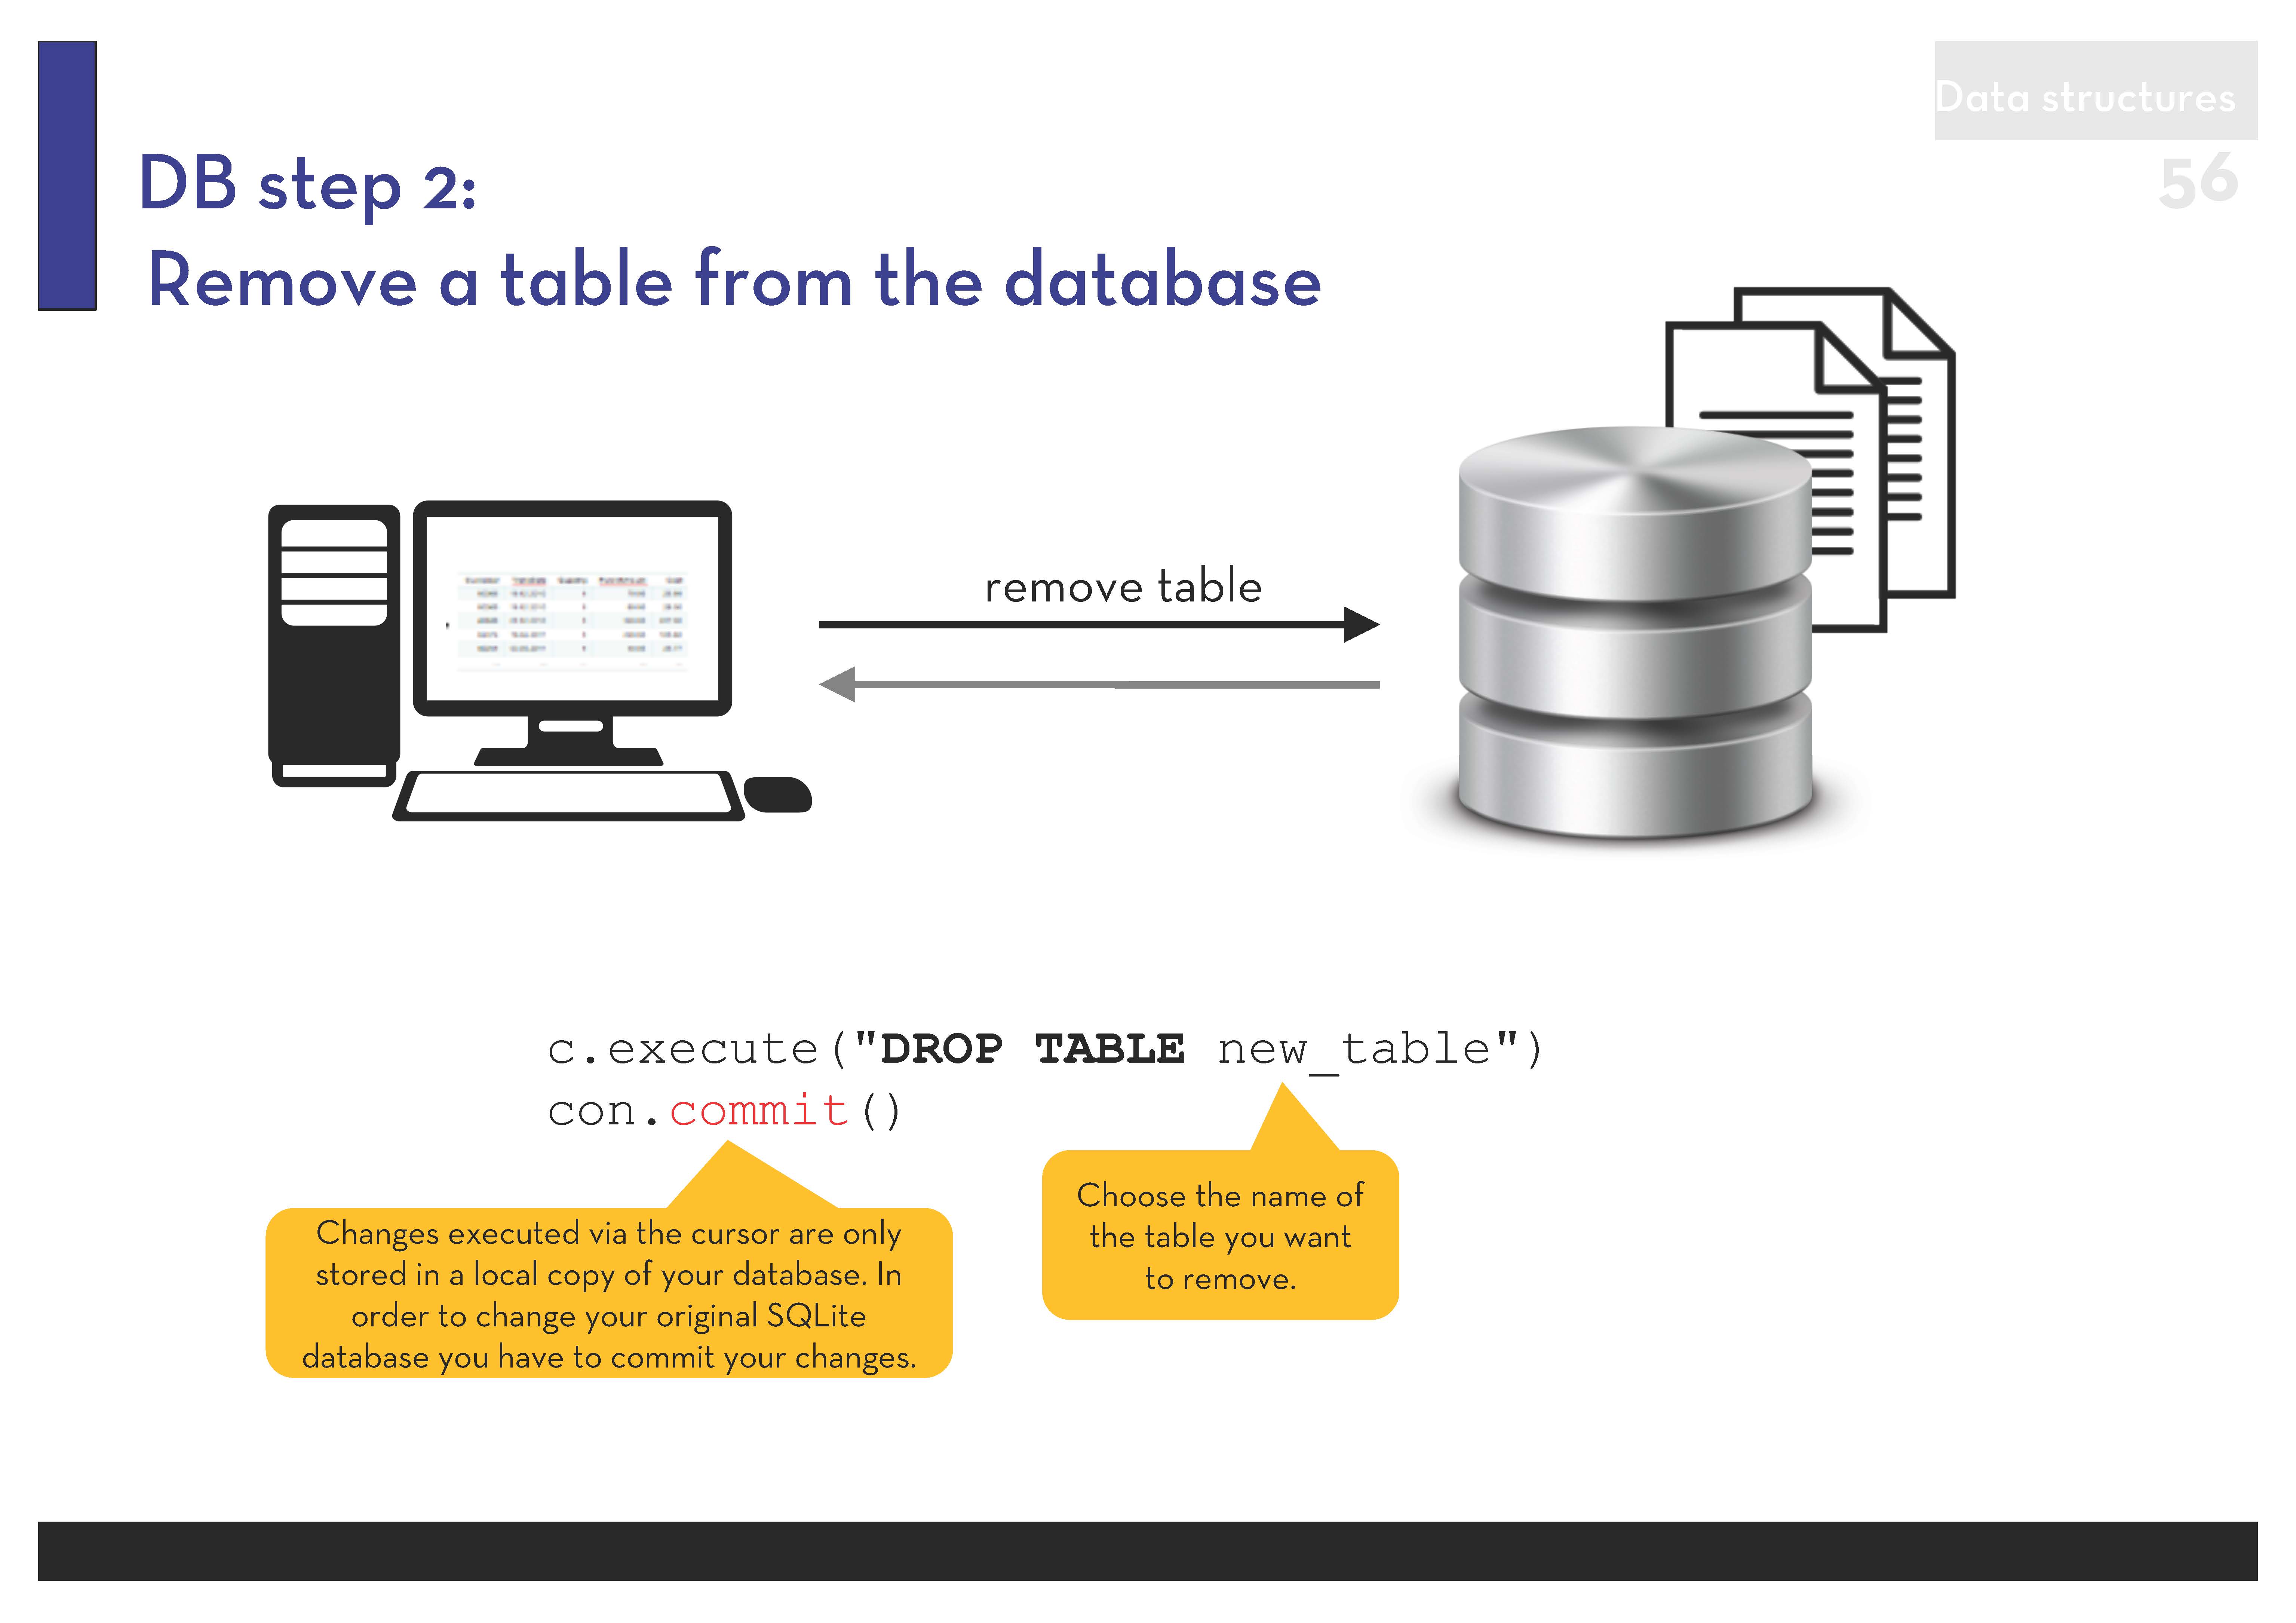 Data structures
56
DB step 2:
Remove a table from the database
remove table
c.execute("DROP TABLE new_table")
con.commit()
Choose the name of
the table you want
to remove.
Changes executed via the cursor are only
stored in a local copy of your database. In
order to change your original SQLite
database you have to commit your changes.